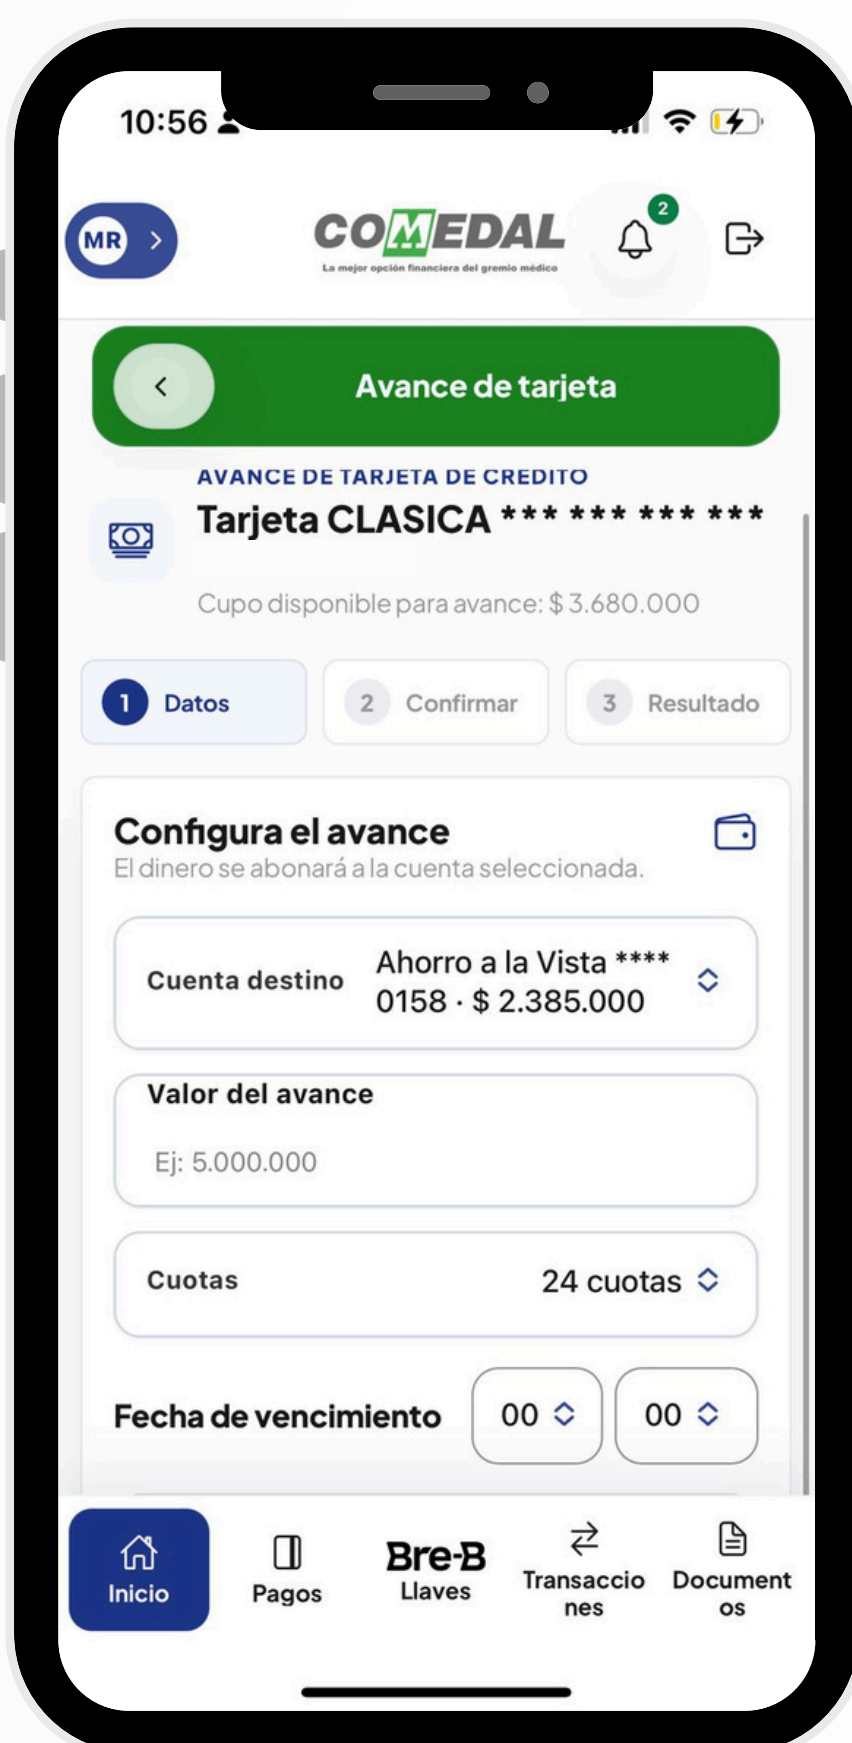 10:56
MR
COMEDAL
La mejor opción financiera del gremio médico
2
Avance de tarjeta
AVANCE DE TARJETA DE CREDITO
Tarjeta CLASICA *** *** *** ***
Cupo disponible para avance: $ 3.680.000
1 Datos
2 Confirmar
3 Resultado
Configura el avance
El dinero se abonará a la cuenta seleccionada.
Cuenta destino
Ahorro a la Vista ****
0158 · $ 2.385.000
Valor del avance
Ej: 5.000.000
Cuotas
24 cuotas
Fecha de vencimiento
00
00
Inicio
Pagos
Bre-B
Llaves
Transaccio
nes
Document
os